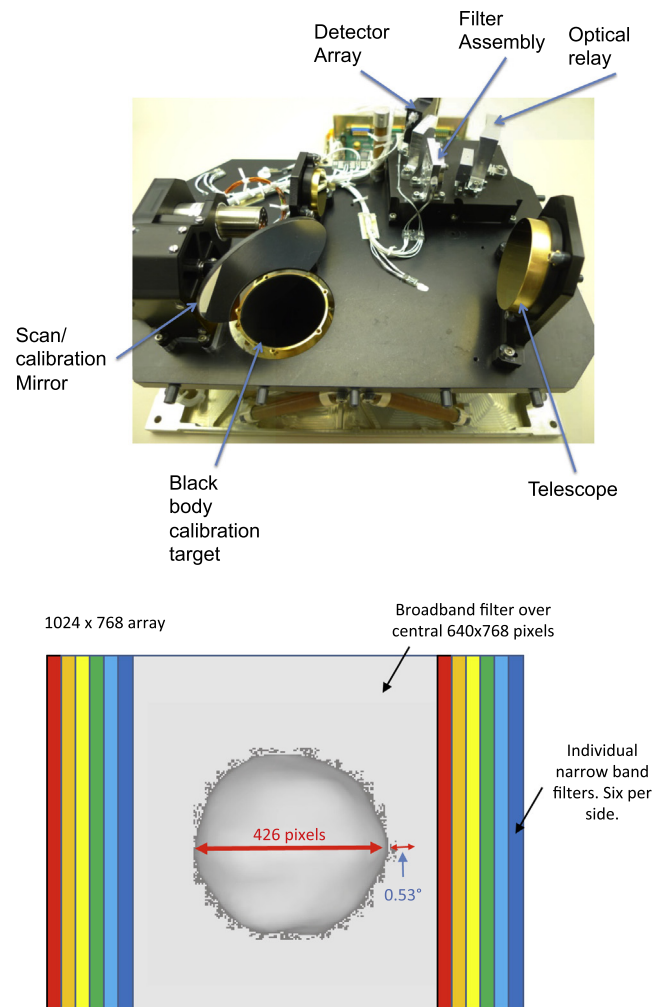 Detector
Array
Filter
Assembly
Optical
relay
Scan/
calibration
Mirror
Black
body
calibration
target
Telescope
1024 x 768 array
Broadband filter over
central 640x768 pixels
Individual
narrow band
filters. Six per
side.
426 pixels
0.53°